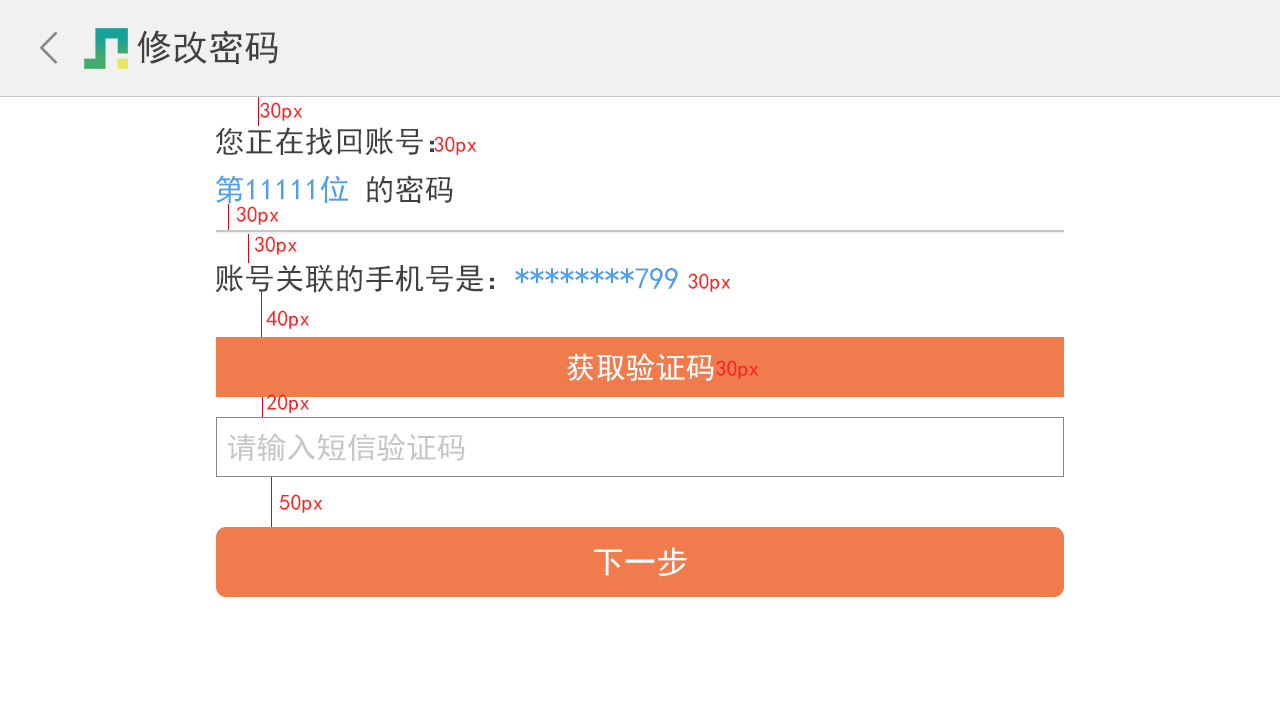 修改密码
30px
您正在找回账号:30px
第11111位 的密码
30px
30px
账号关联的手机号是: ********799 30px
40px
获取验证码30px
20px
请输入短信验证码
50px
下一步